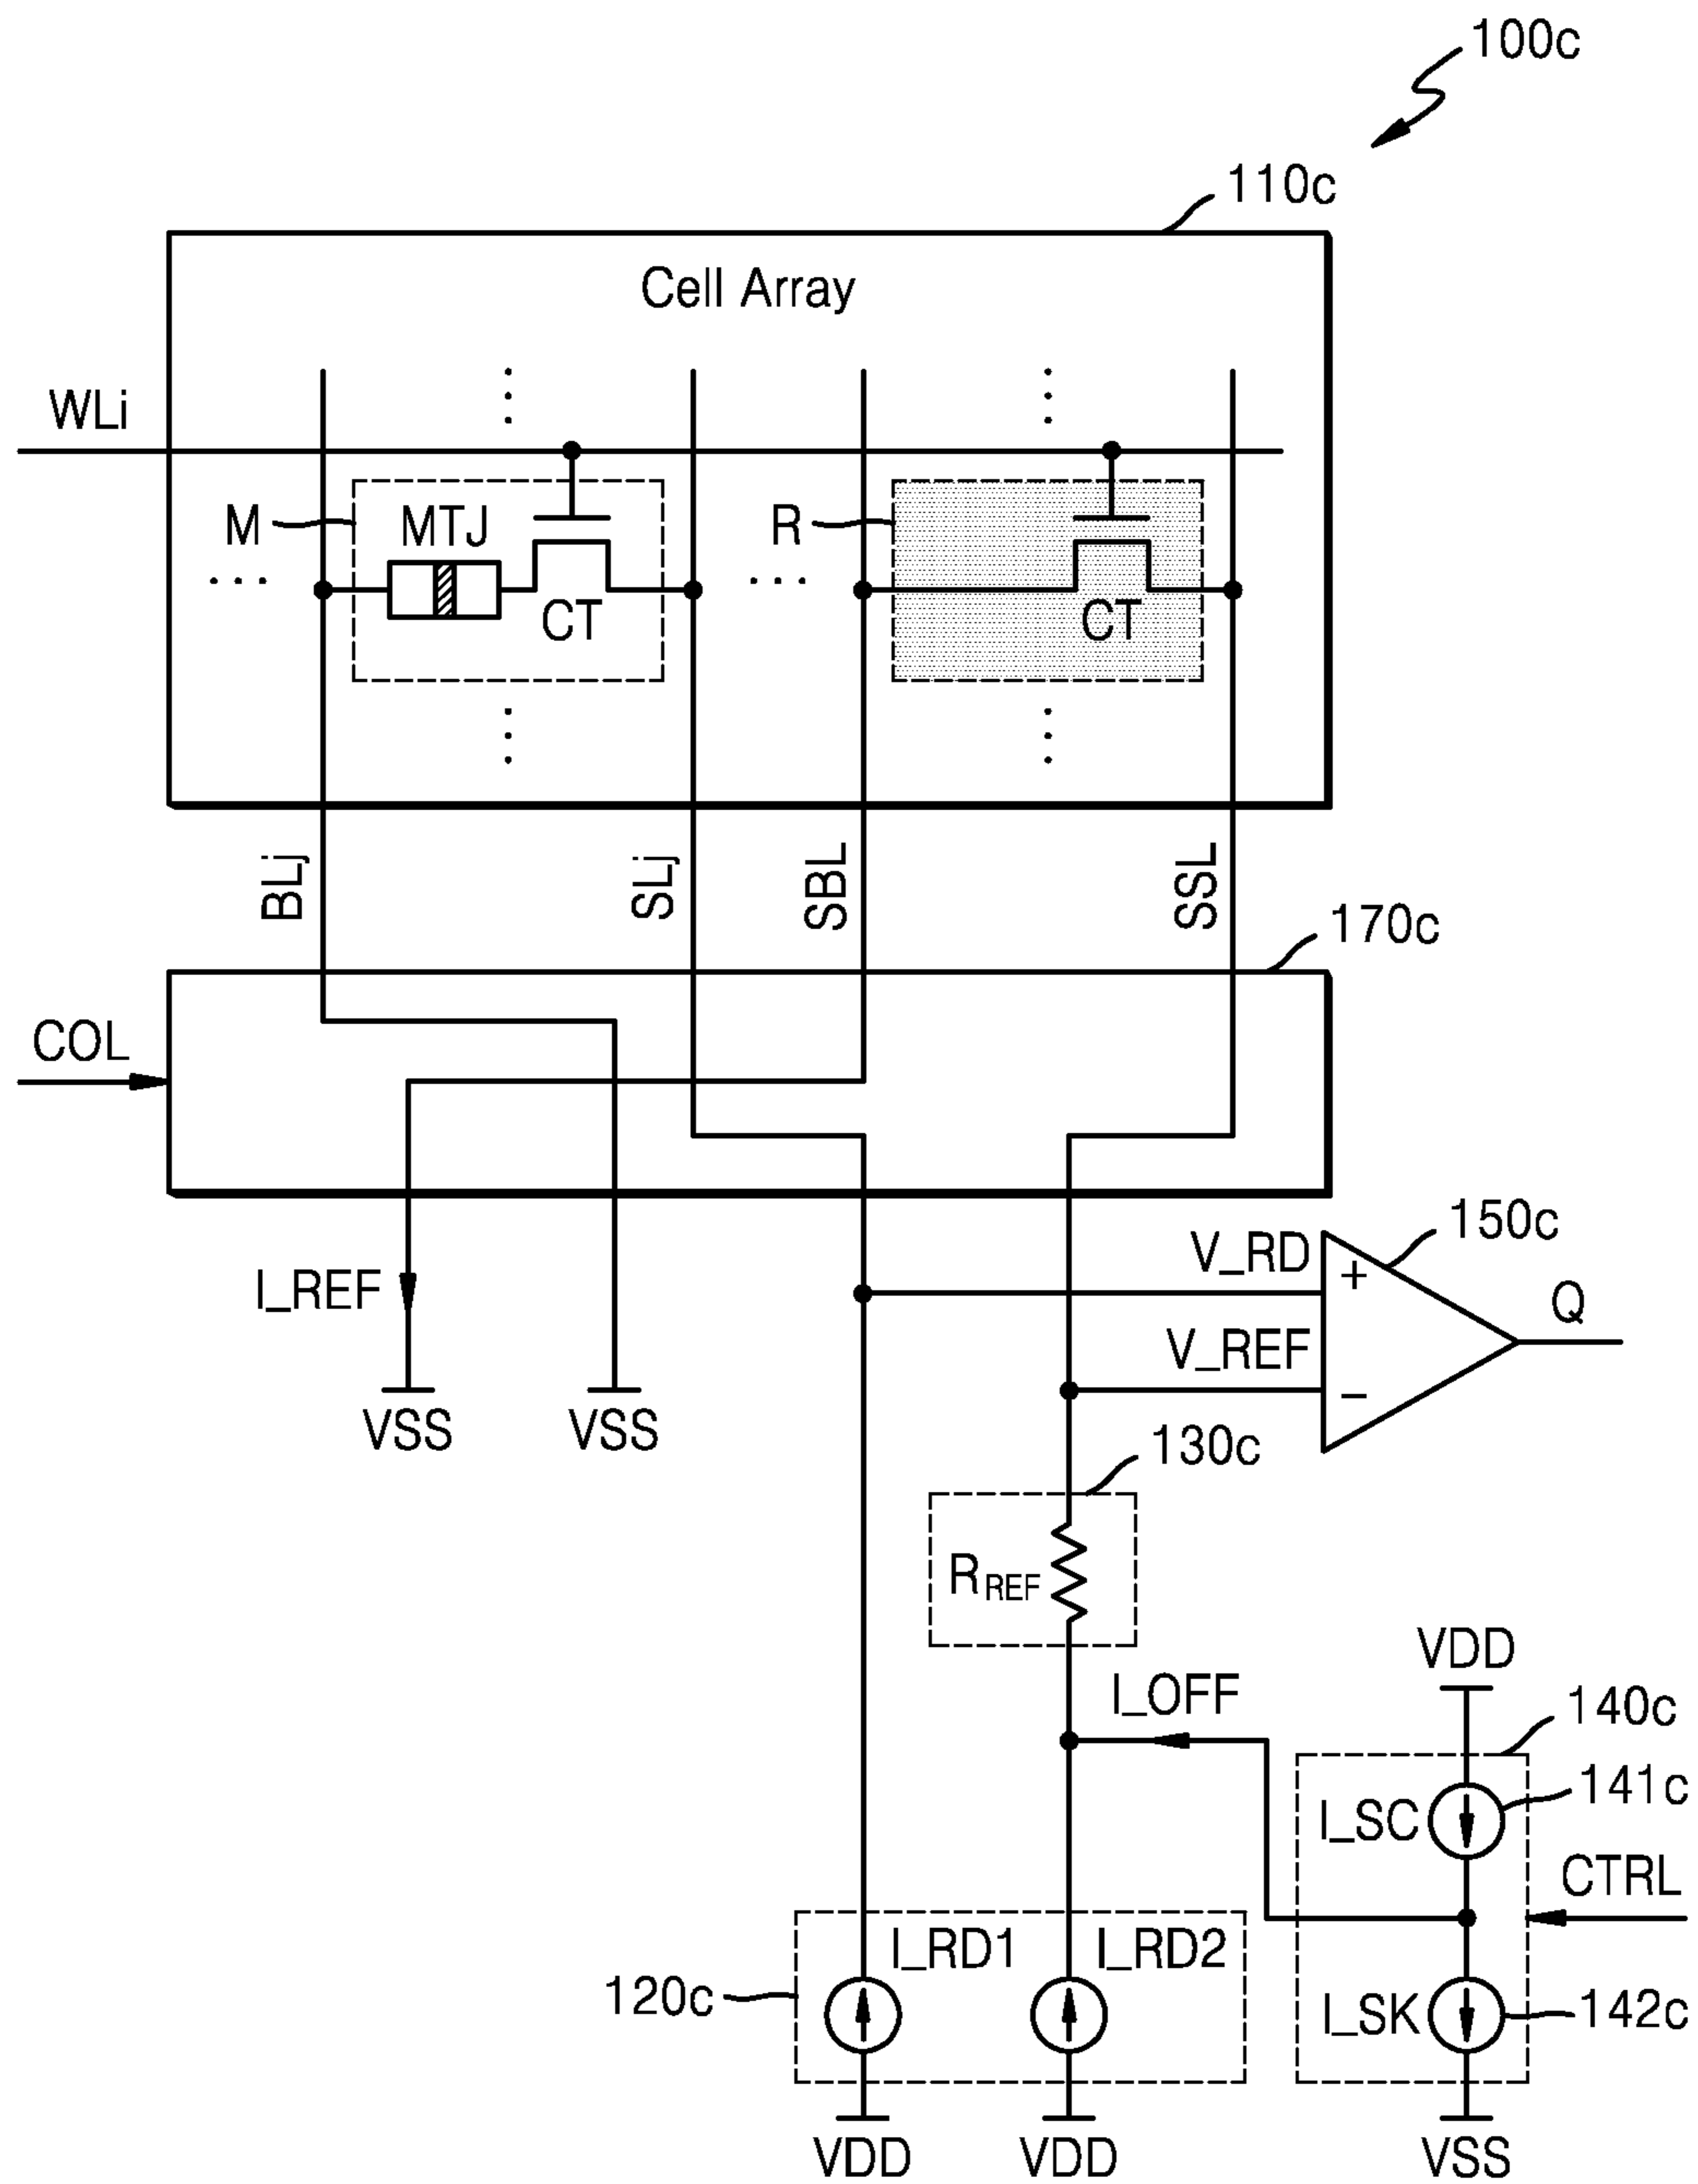 100c
110c
Cell Array
WLi
M
MTJ
R
CT
CT
BLj
SLj
SBL
SSL
170c
COL
150c
V_RD
+
I_REF
Q
V_REF
-
VSS
VSS
130c
RREF
VDD
I_OFF
140c
141c
I_SC
CTRL
I_RD1
I_RD2
120c
I_SK
142c
VDD
VDD
VSS